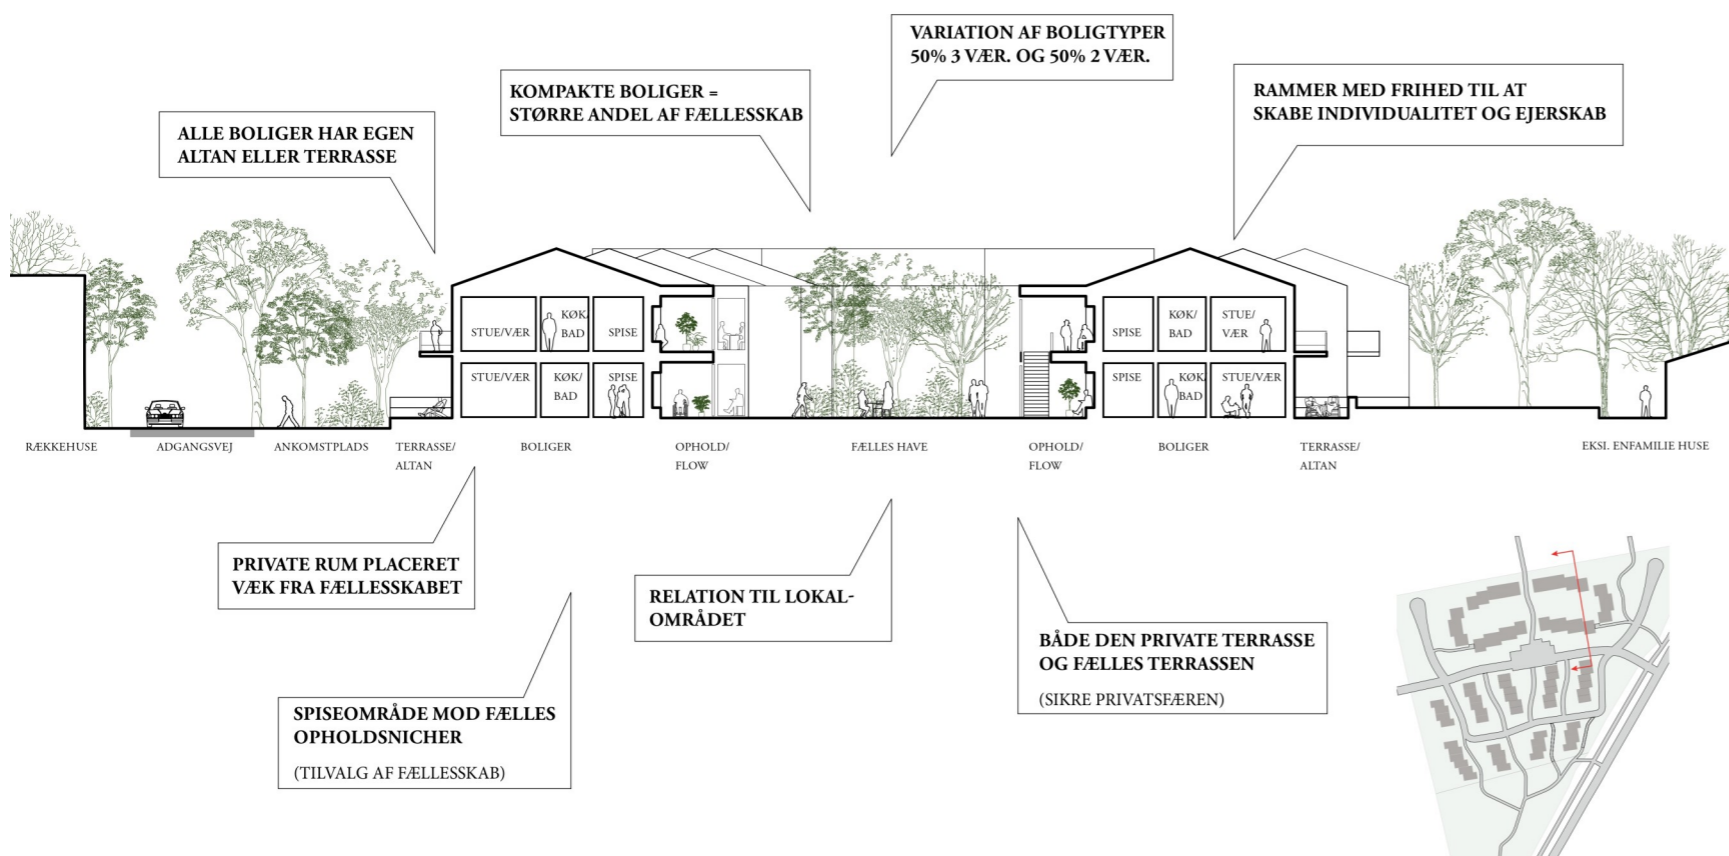 VARIATION AF BOLIGTYPER
50% 3 VÆR. OG 50% 2 VÆR.
KOMPAKTE BOLIGER =
STØRRE ANDEL AF FÆLLESSKAB
RAMMER MED FRIHED TIL AT
SKABE INDIVIDUALITET OG EJERSKAB
ALLE BOLIGER HAR EGEN
ALTAN ELLER TERRASSE
STUE/VÆR
KØK/
BAD
SPISE
SPISE
KØK/
BAD
STUE/
VÆR
STUE/VÆR
KØK/
BAD
SPISE
SPISE
KØK/
BAD
STUE/VÆR
RÆKKEHUSE
ADGANGSVEJ
ANKOMSTPLADS
TERRASSE/
ALTAN
BOLIGER
OPHOLD/
FLOW
FÆLLES HAVE
OPHOLD/
FLOW
BOLIGER
TERRASSE/
ALTAN
EKSI. ENFAMILIE HUSE
PRIVATE RUM PLACERET
VÆK FRA FÆLLESKABET
RELATION TIL LOKAL-
OMRÅDET
BÅDE DEN PRIVATE TERRASSE
OG FÆLLES TERRASSEN
(SIKRE PRIVATSFÆREN)
SPISEOMRÅDE MOD FÆLLES
OPHOLDSNICHER
(TILVALG AF FÆLLESKAB)